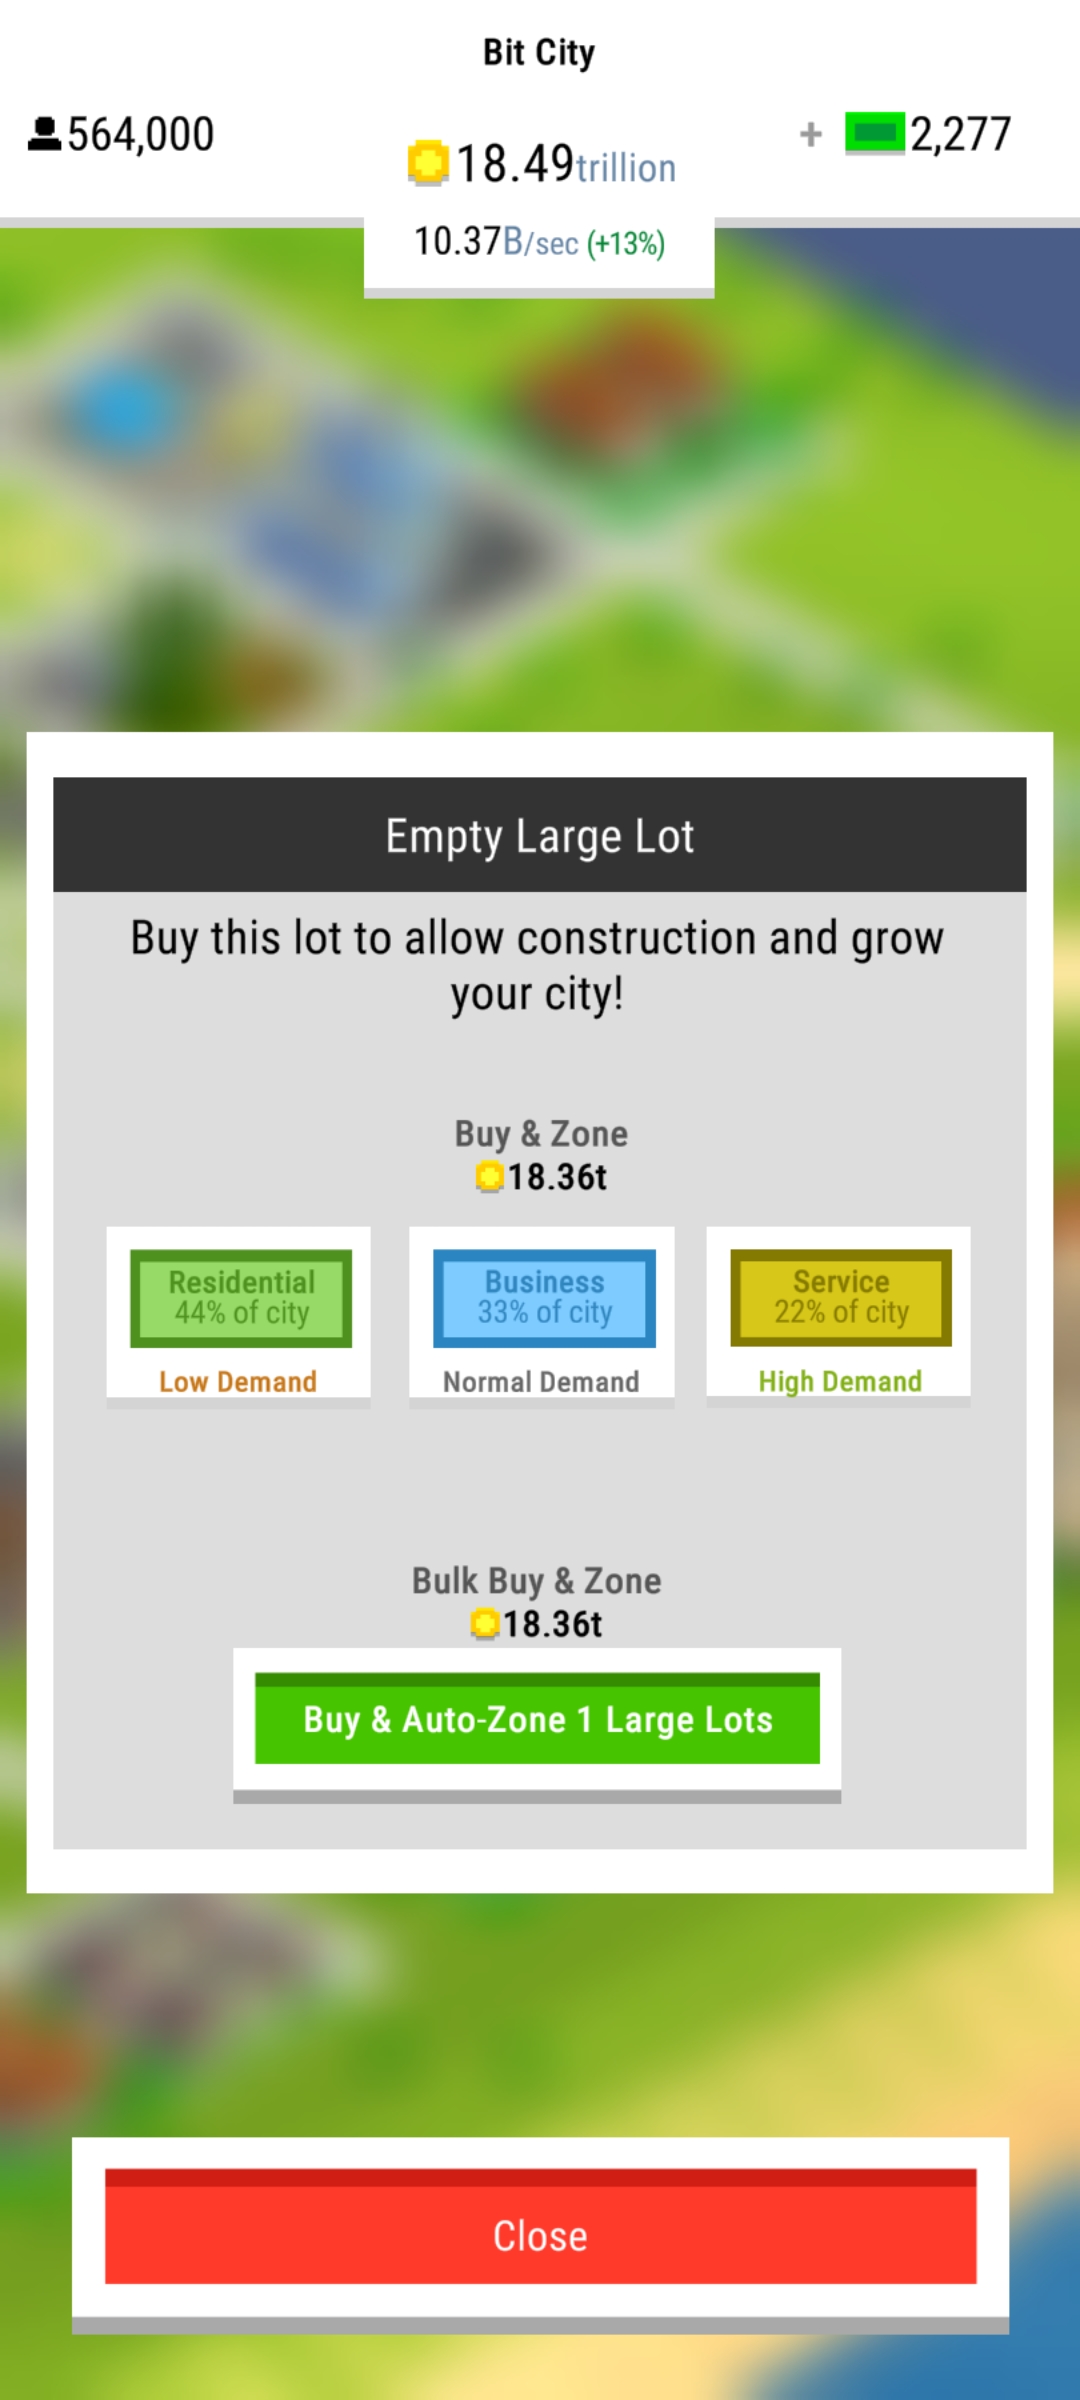 Bit City
564,000
18.49trillion
+ 2,277
10.37B/sec (+13%)
Empty Large Lot
Buy this lot to allow construction and grow
your city!
Buy & Zone
18.36t
Residential
44% of city
Low Demand
Business
33% of city
Normal Demand
Service
22% of city
High Demand
Bulk Buy & Zone
18.36t
Buy & Auto-Zone 1 Large Lots
Close